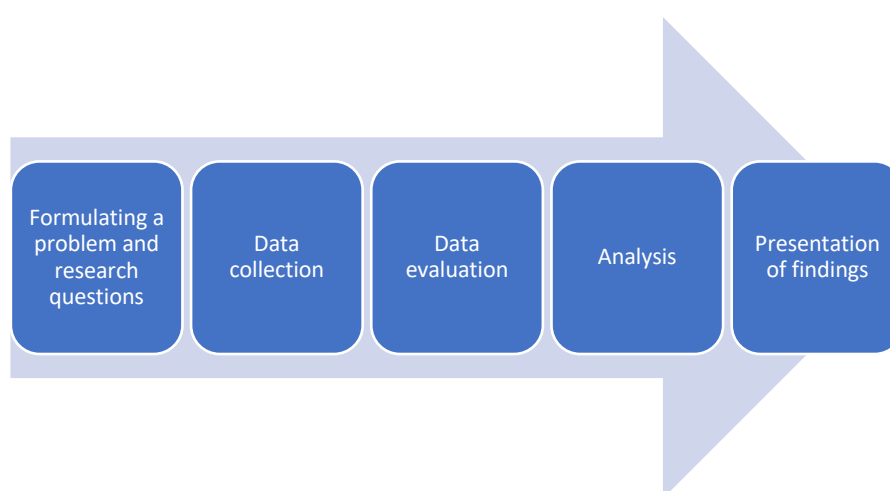 Formulating a
problem and
research
questions
Data
collection
Data
evaluation
Analysis
Presentation
of findings